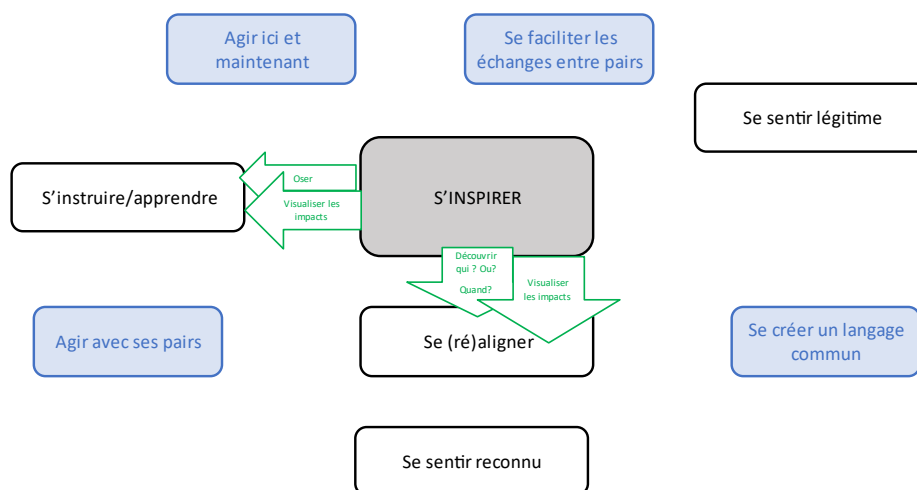 Agir ici et
maintenant
Se faciliter les
échanges entre pairs
Se sentir légitime
S'instruire/apprendre
Oser
Visualiser les
impacts
S'INSPIRER
Découvrir
qui ? Ou?
Quand?
Visualiser
les impacts
Agir avec ses pairs
Se (ré)aligner
Se créer un langage
commun
Se sentir reconnu